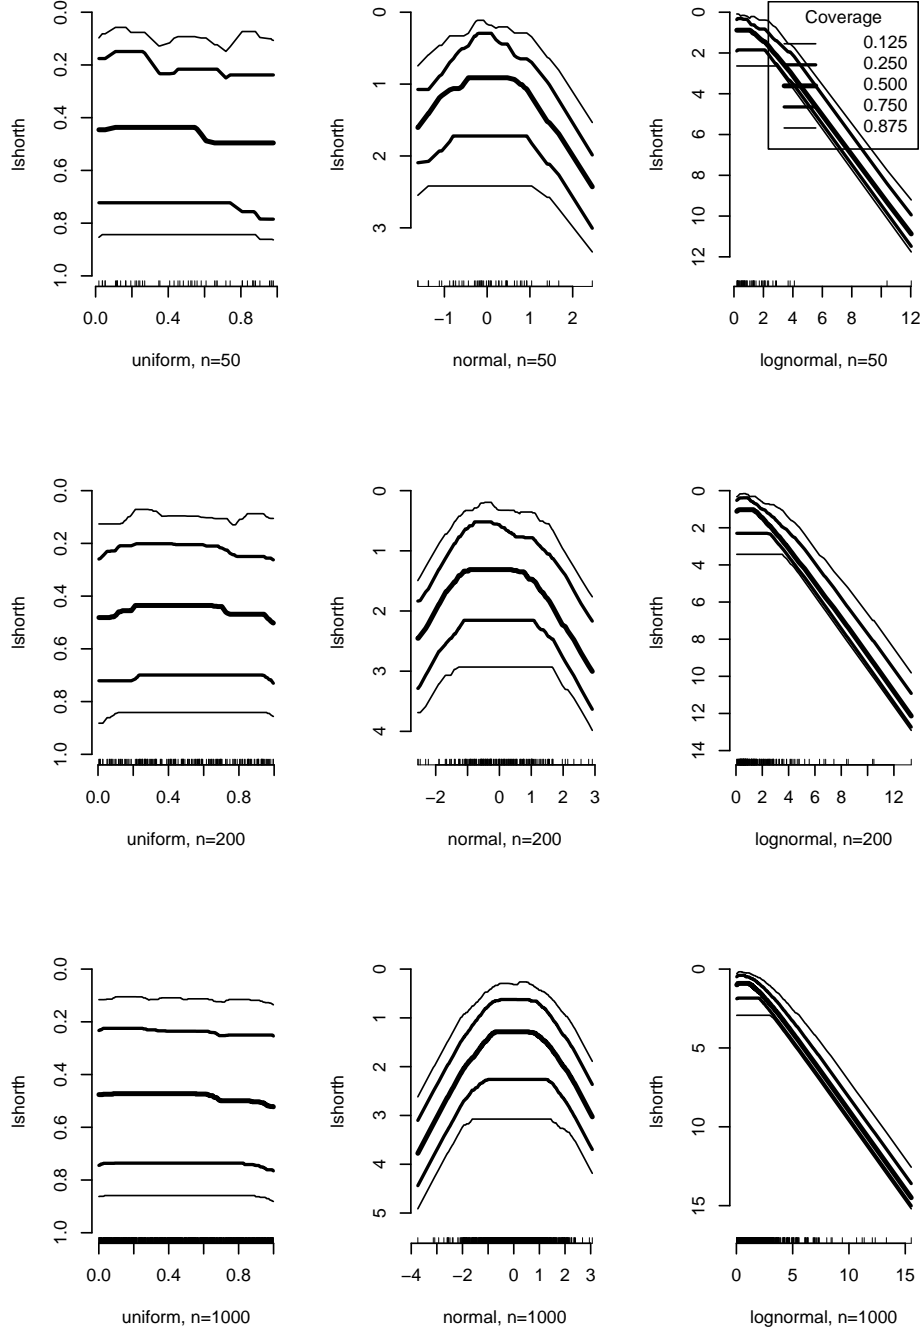 0.0
0.2
0.4
0.6
0.8
1.0
lshorth
0.0 0.4 0.8
uniform, n=50
0
1
2
3
lshorth
−1 0 1 2
normal, n=50
0
2
4
6
8
10
12
lshorth
0 2 4 6 8 12
lognormal, n=50
Coverage
0.125
0.250
0.500
0.750
0.875
0.0
0.2
0.4
0.6
0.8
1.0
lshorth
0.0 0.4 0.8
uniform, n=200
0
1
2
3
4
lshorth
−2 0 1 2 3
normal, n=200
0
2
4
6
8
10
12
14
lshorth
0 2 4 6 8 12
lognormal, n=200
0.0
0.2
0.4
0.6
0.8
1.0
lshorth
0.0 0.4 0.8
uniform, n=1000
0
1
2
3
4
5
lshorth
−4 −2 0 1 2 3
normal, n=1000
0
5
10
15
lshorth
0 5 10 15
lognormal, n=1000